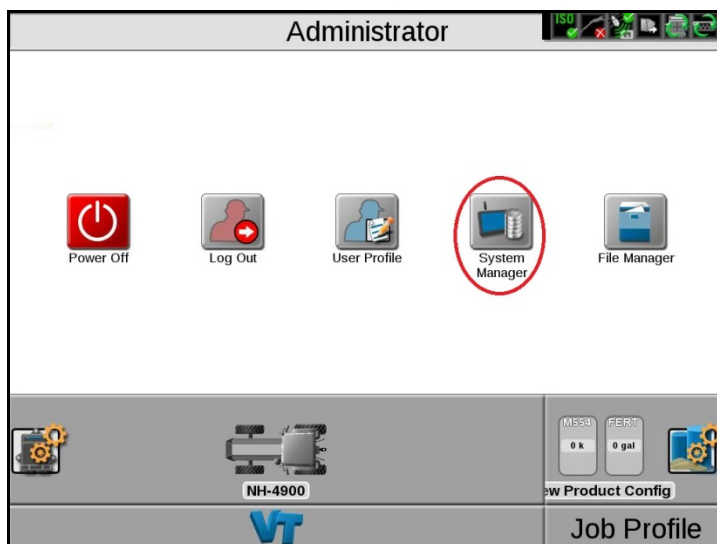 Administrator
ISO
Power Off
Log Out
User Profile
System
Manager
File Manager
M554
0 k
FERT
0 gal
NH-4900
ew Product Config
VT
Job Profile